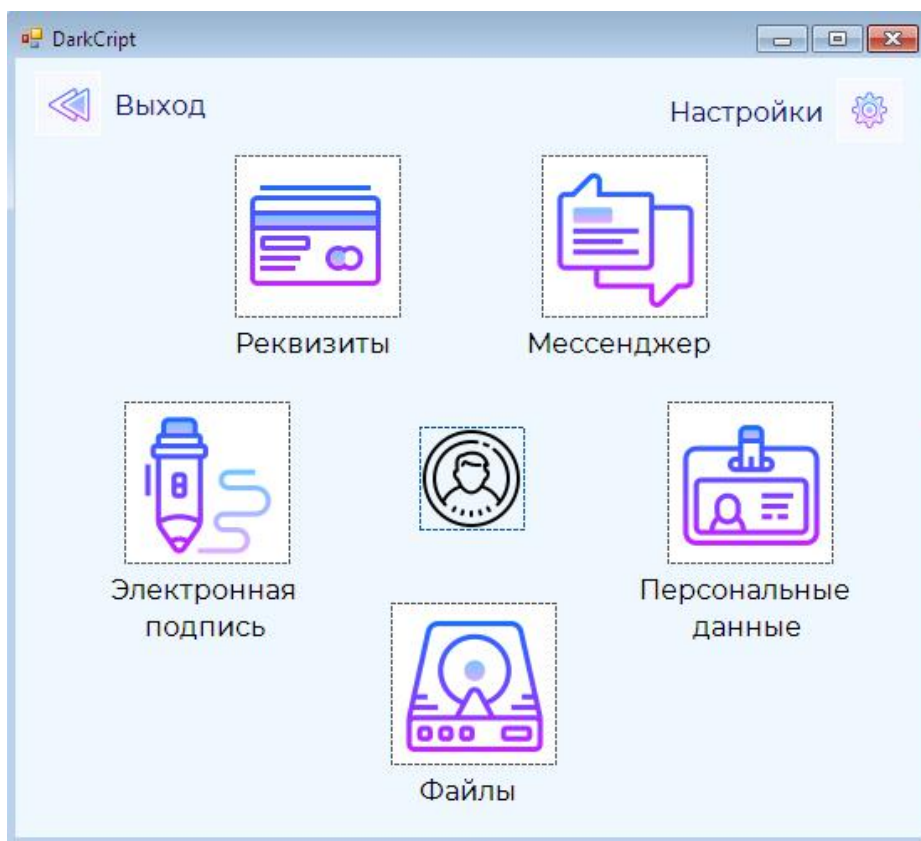 DarkCript
Выход
Настройки
Реквизиты
Мессенджер
Электронная
подпись
Персональные
данные
Файлы